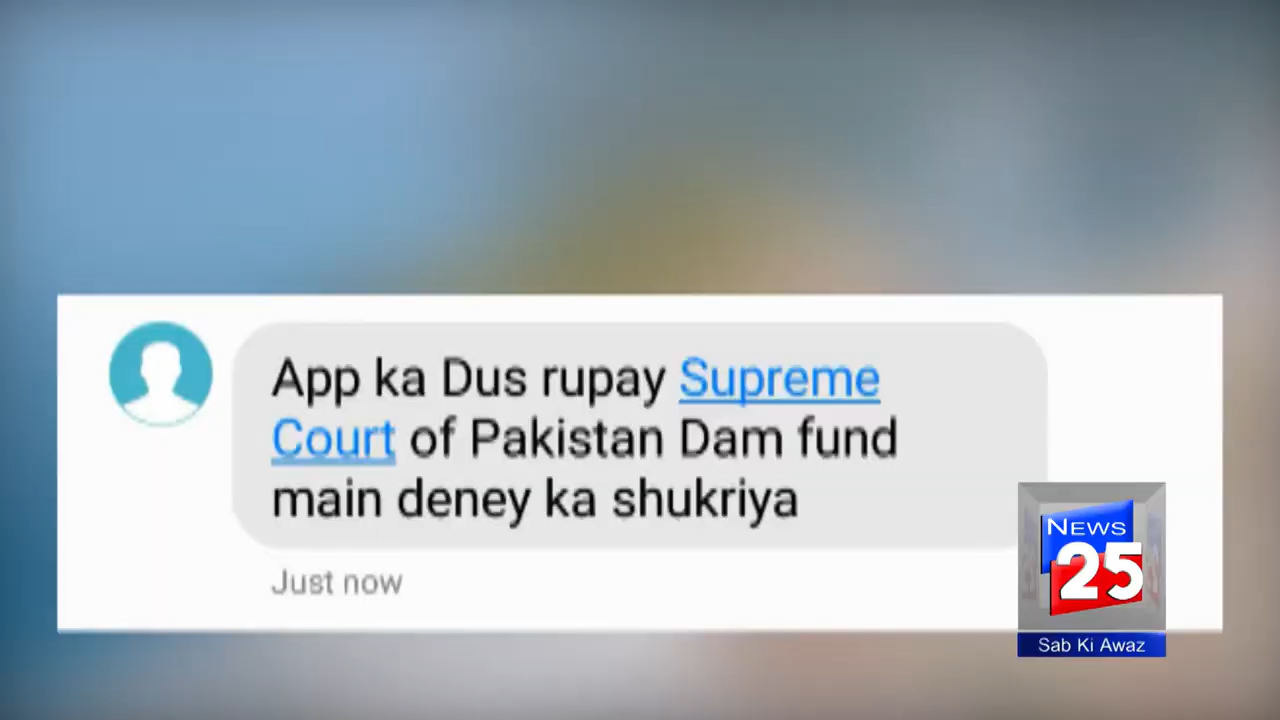 App ka Dus rupay Supreme
Court of Pakistan Dam fund
main deney ka shukriya
Just now
NEWS
25
Sab Ki Awaz